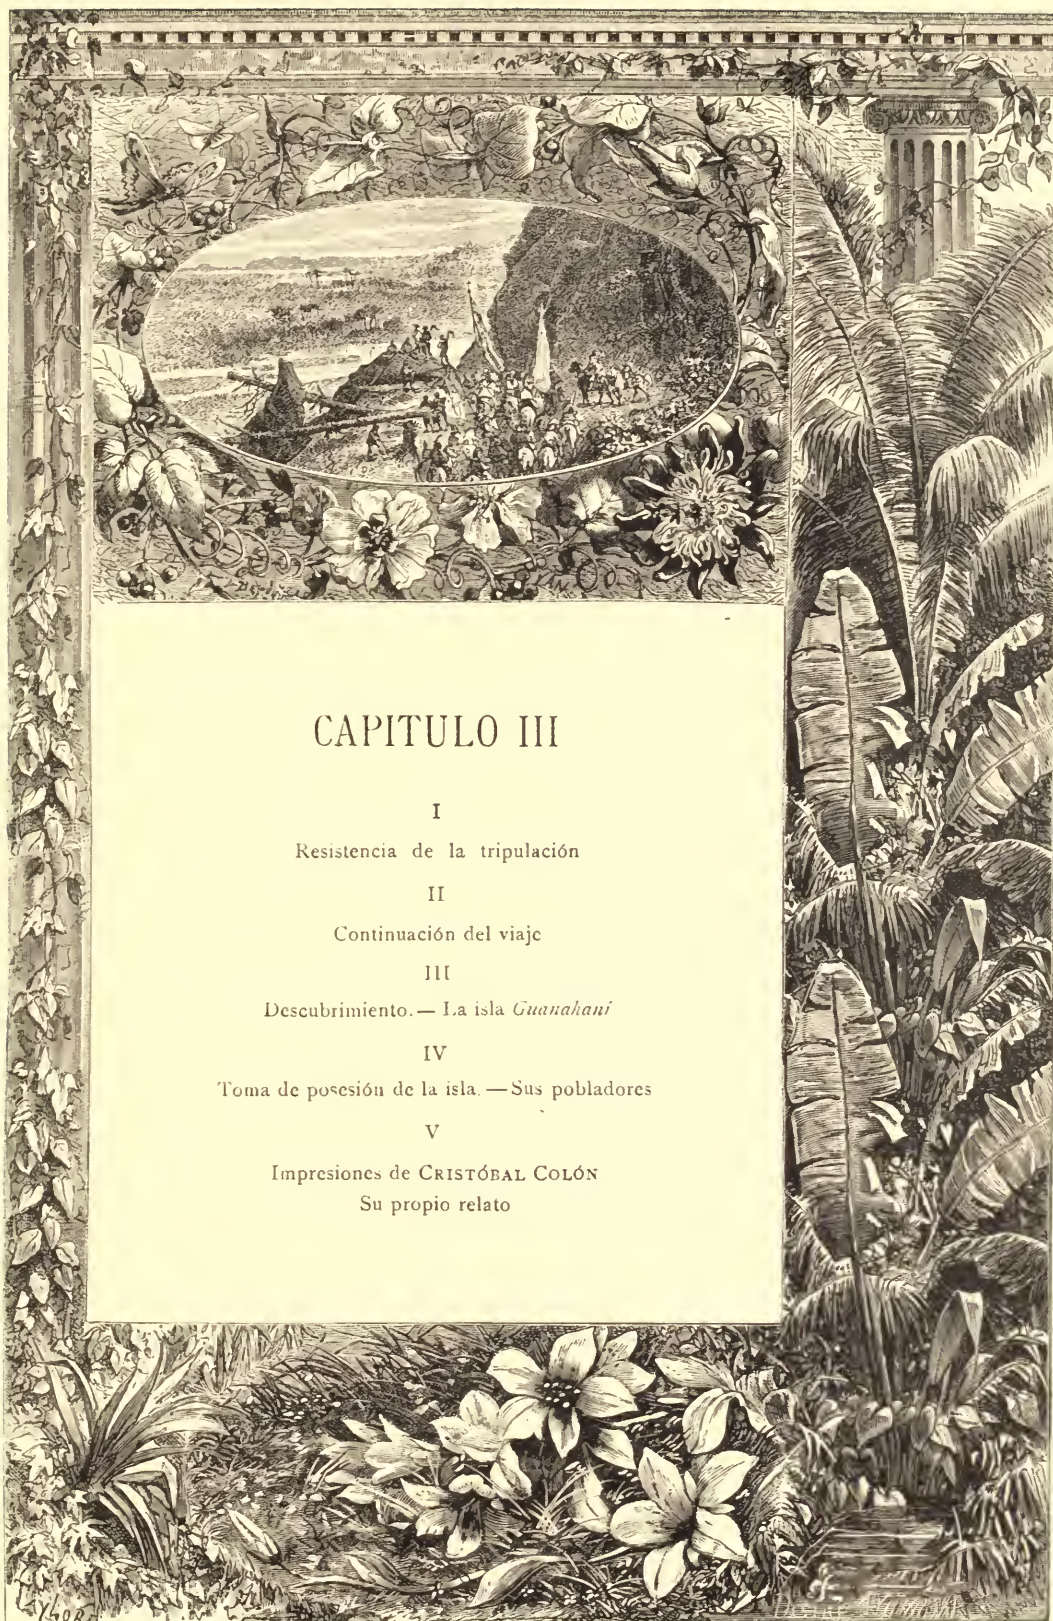 CAPITULO III
I
Resistencia de la tripulación
II
Continuación del viaje
III
Descubrimiento.— La isla Guanahaní
IV
Toma de posesión de la isla.—Sus pobladores
V
Impresiones de CRISTÓBAL COLÓN
Su propio relato